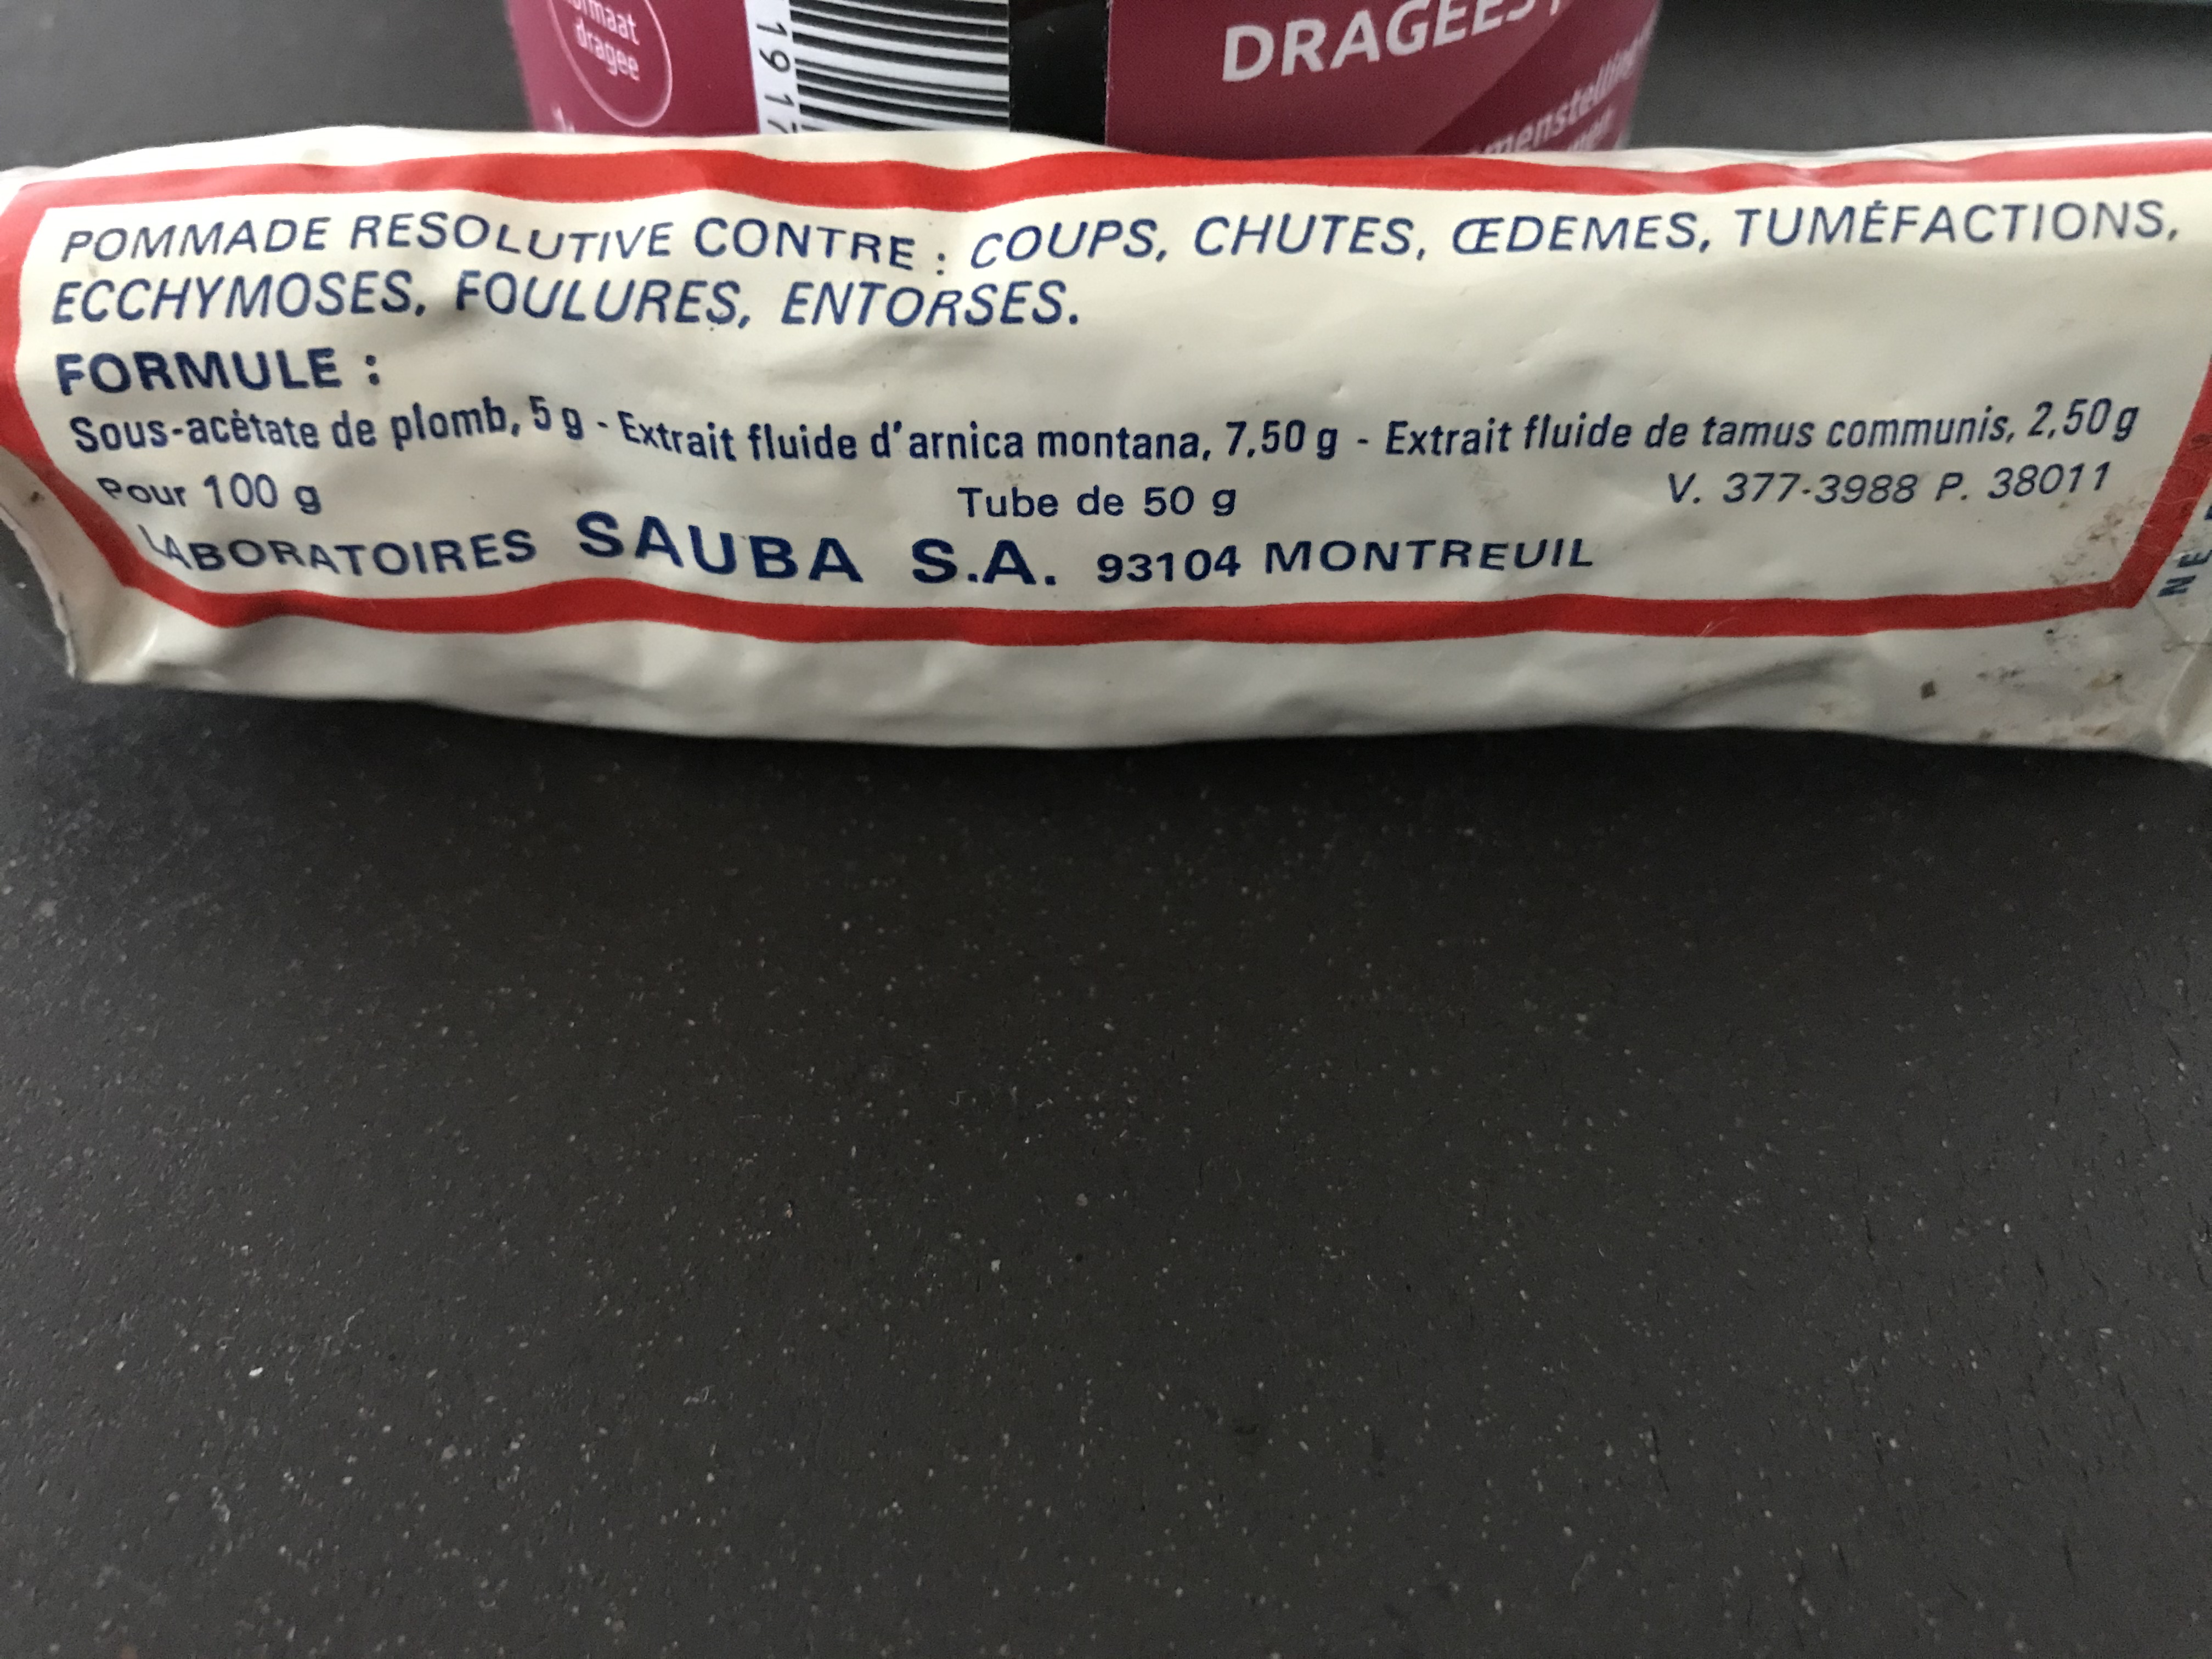 dragee
1917
DRAGEES
POMMADE RESOLUTIVE CONTRE : COUPS, CHUTES, ŒDEMES, TUMÉFACTIONS,
ECCHYMOSES, FOULURES, ENTORSES.
FORMULE :
Sous-acétate de plomb, 5 g - Extrait fluide d'arnica montana, 7,50 g - Extrait fluide de tamus communis, 2,50 g
Pour 100 g Tube de 50 g V. 377-3988 P. 38011
LABORATOIRES SAUBA S.A. 93104 MONTREUIL